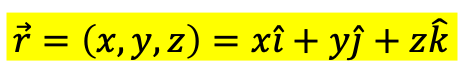 r⃗ = (x, y, z) = xî + yĵ + zk̂